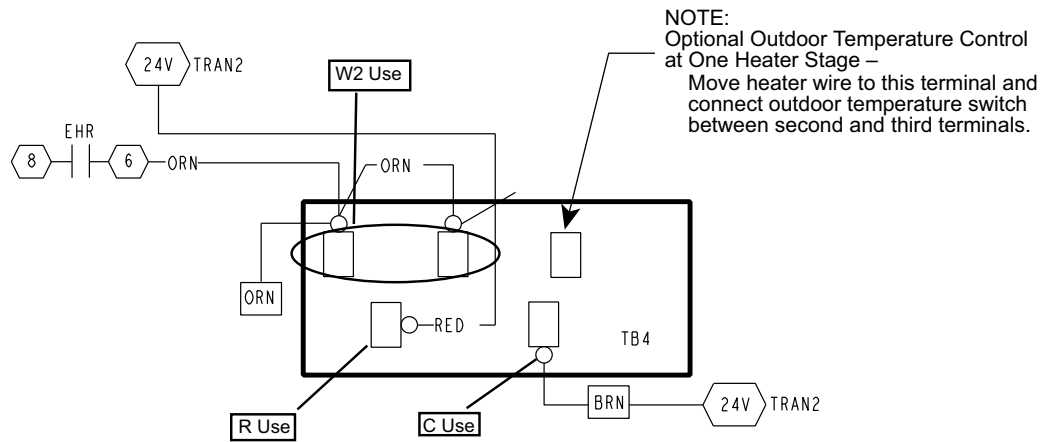 NOTE:
Optional Outdoor Temperature Control
at One Heater Stage –
Move heater wire to this terminal and
connect outdoor temperature switch
between second and third terminals.
24V TRAN2
W2 Use
EHR
8 6 ORN
ORN
ORN
RED
TB4
R Use
C Use
BRN
24V TRAN2